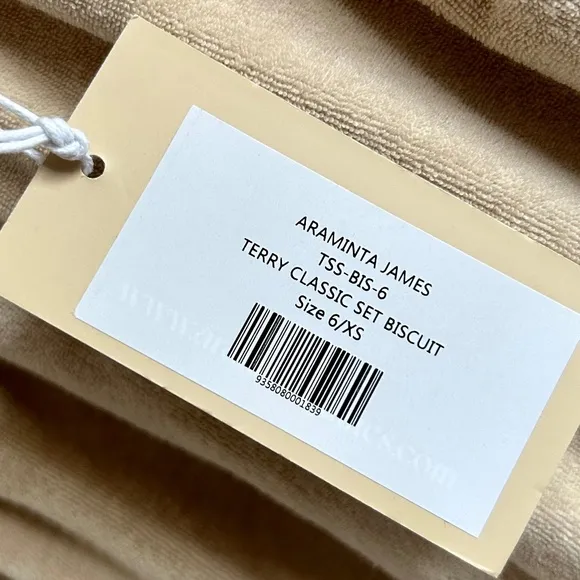 ARAMINTA JAMES
TSS-BIS-6
TERRY CLASSIC SET BISCUIT
Size 6/XS
9358080001839